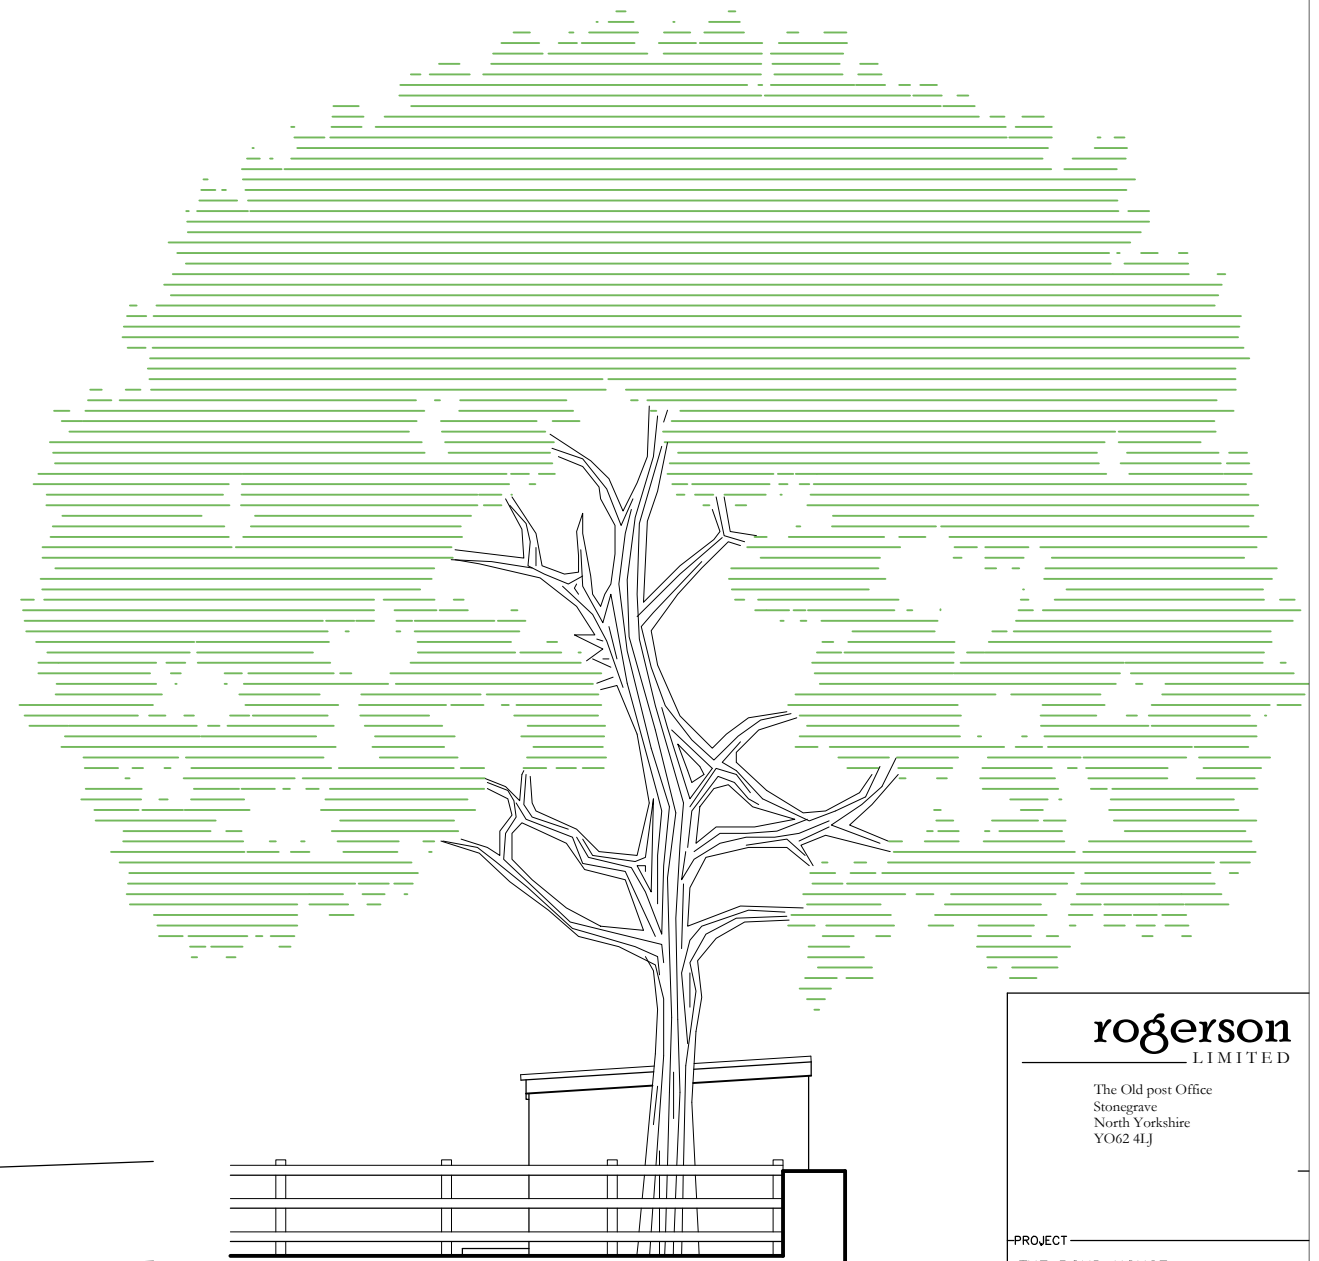 rogerson
LIMITED
The Old post Office
Stonegrave
North Yorkshire
YO62 4LJ
PROJECT